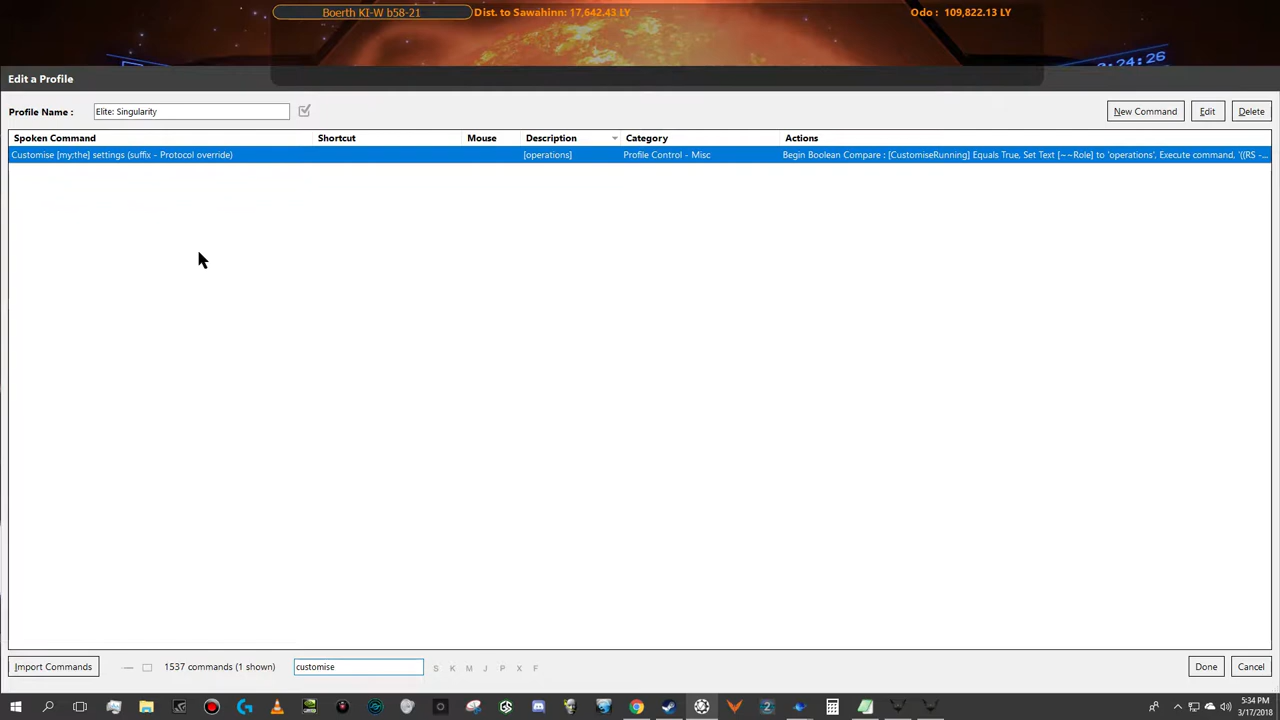 Boerth KI-W b58-21 Dist. to Sawahinn: 17,642.43 LY Odo : 109,822.13 LY
:24:26
Edit a Profile
Profile Name : Elite: Singularity New Command Edit Delete
Spoken Command Shortcut Mouse Description Category Actions
Customise [my;the] settings (suffix - Protocol override) [operations] Profile Control - Misc Begin Boolean Compare : [CustomiseRunning] Equals True, Set Text [~~Role] to 'operations', Execute command, '((RS -...
Import Commands 1537 commands (1 shown) customise S K M J P X F Done Cancel
5:34 PM
3/17/2018